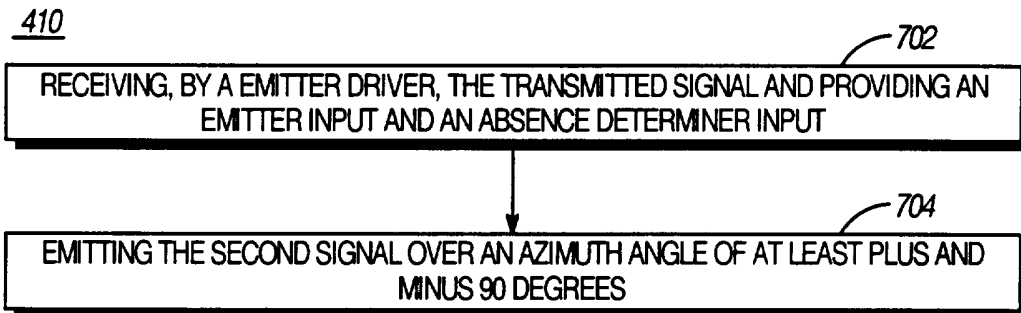 410
702
RECEIVING, BY A EMITTER DRIVER, THE TRANSMITTED SIGNAL AND PROVIDING AN
EMITTER INPUT AND AN ABSENCE DETERMINER INPUT
704
EMITTING THE SECOND SIGNAL OVER AN AZIMUTH ANGLE OF AT LEAST PLUS AND
MINUS 90 DEGREES